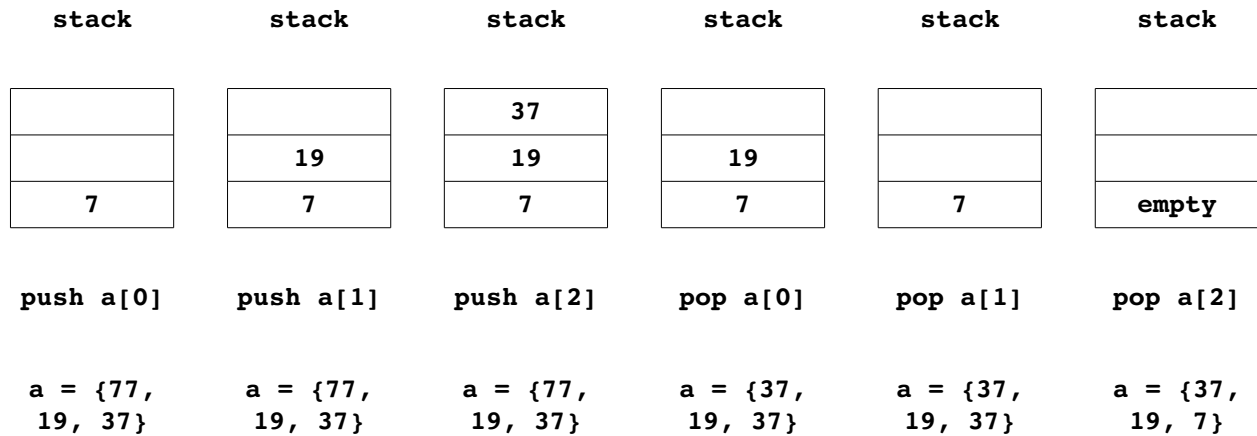 stack stack stack stack stack stack
37
19 19 19
7 7 7 7 7 empty
push a[0] push a[1] push a[2] pop a[0] pop a[1] pop a[2]
a = {77, a = {77, a = {77, a = {37, a = {37, a = {37,
19, 37} 19, 37} 19, 37} 19, 37} 19, 37} 19, 7}